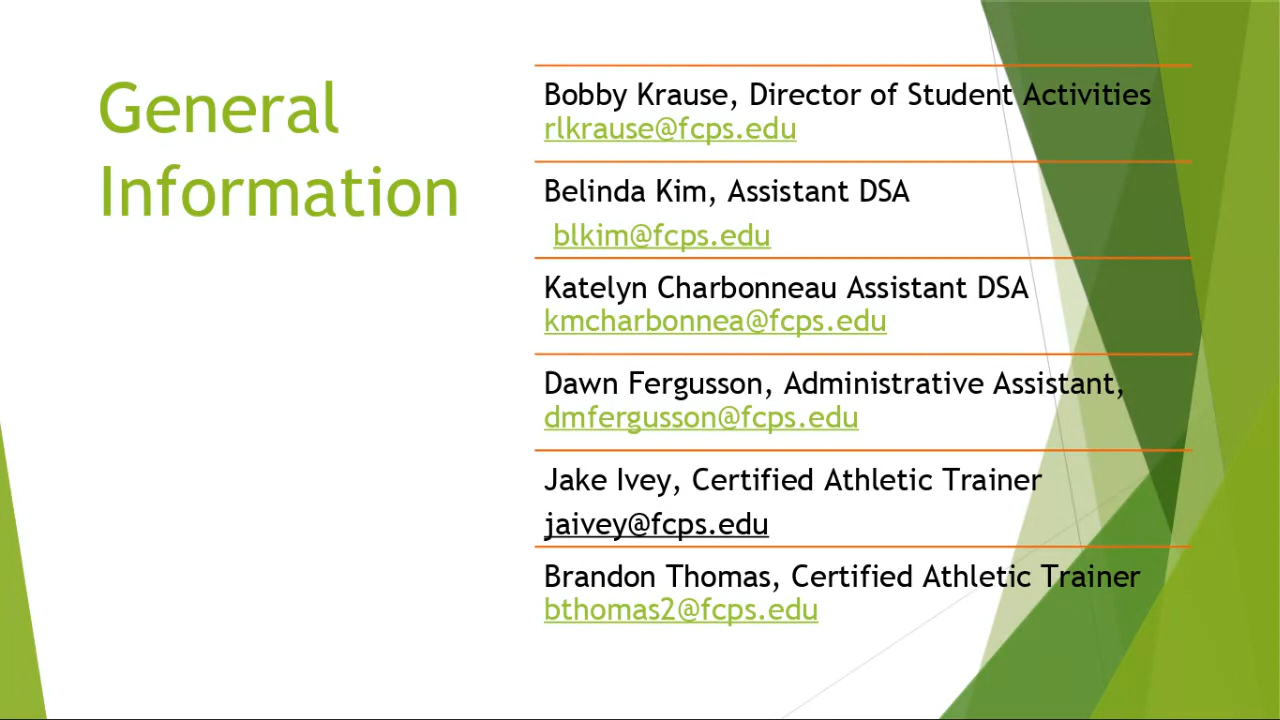 General
Information
Bobby Krause, Director of Student Activities
rlkrause@fcps.edu
Belinda Kim, Assistant DSA
blkim@fcps.edu
Katelyn Charbonneau Assistant DSA
kmcharbonnea@fcps.edu
Dawn Fergusson, Administrative Assistant,
dmfergusson@fcps.edu
Jake Ivey, Certified Athletic Trainer
jaivey@fcps.edu
Brandon Thomas, Certified Athletic Trainer
bthomas2@fcps.edu